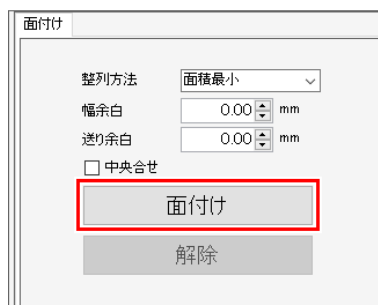 面付け
整列方法 面積最小
幅余白 0.00 mm
送り余白 0.00 mm
中央合せ
面付け
解除